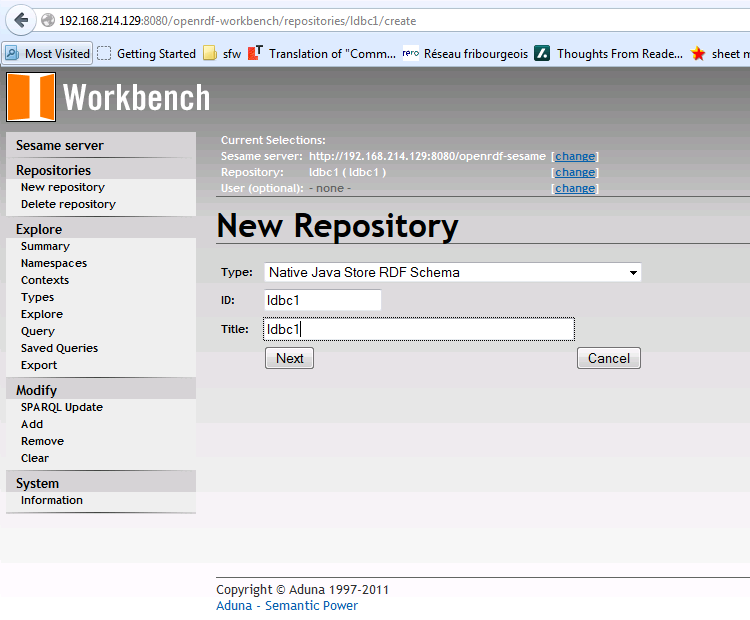 192.168.214.129:8080/openrdf-workbench/repositories/ldbc1/create
Most Visited Getting Started sfw Translation of "Comm... rero Réseau fribourgeois Thoughts From Reade... sheet m
Workbench
Sesame server
Repositories
New repository
Delete repository
Explore
Summary
Namespaces
Contexts
Types
Explore
Query
Saved Queries
Export
Modify
SPARQL Update
Add
Remove
Clear
System
Information
Current Selections:
Sesame server: http://192.168.214.129:8080/openrdf-sesame [change]
Repository: ldbc1 ( ldbc1 ) [change]
User (optional): - none - [change]
New Repository
Type: Native Java Store RDF Schema
ID: ldbc1
Title: ldbc1
Next Cancel
Copyright © Aduna 1997-2011
Aduna - Semantic Power